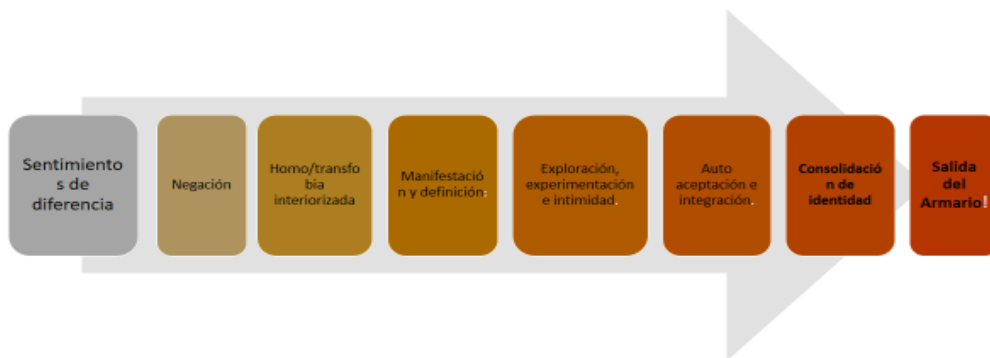 Sentimiento
s de
diferencia
Negación
Homo/transfo
bia
interiorizada
Manifestació
n y definición:
Exploración,
experimentación
e intimidad.
Auto
aceptación e
integración.
Consolidació
n de
identidad
Salida
del
Armario!